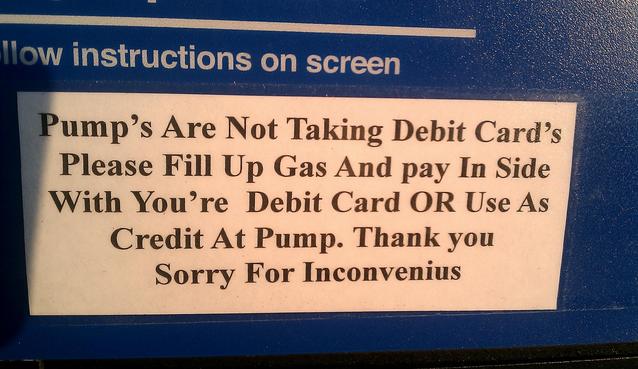 llow instructions on screen
Pump's Are Not Taking Debit Card's
Please Fill Up Gas And pay In Side
With You're Debit Card OR Use As
Credit At Pump. Thank you
Sorry For Inconvenius